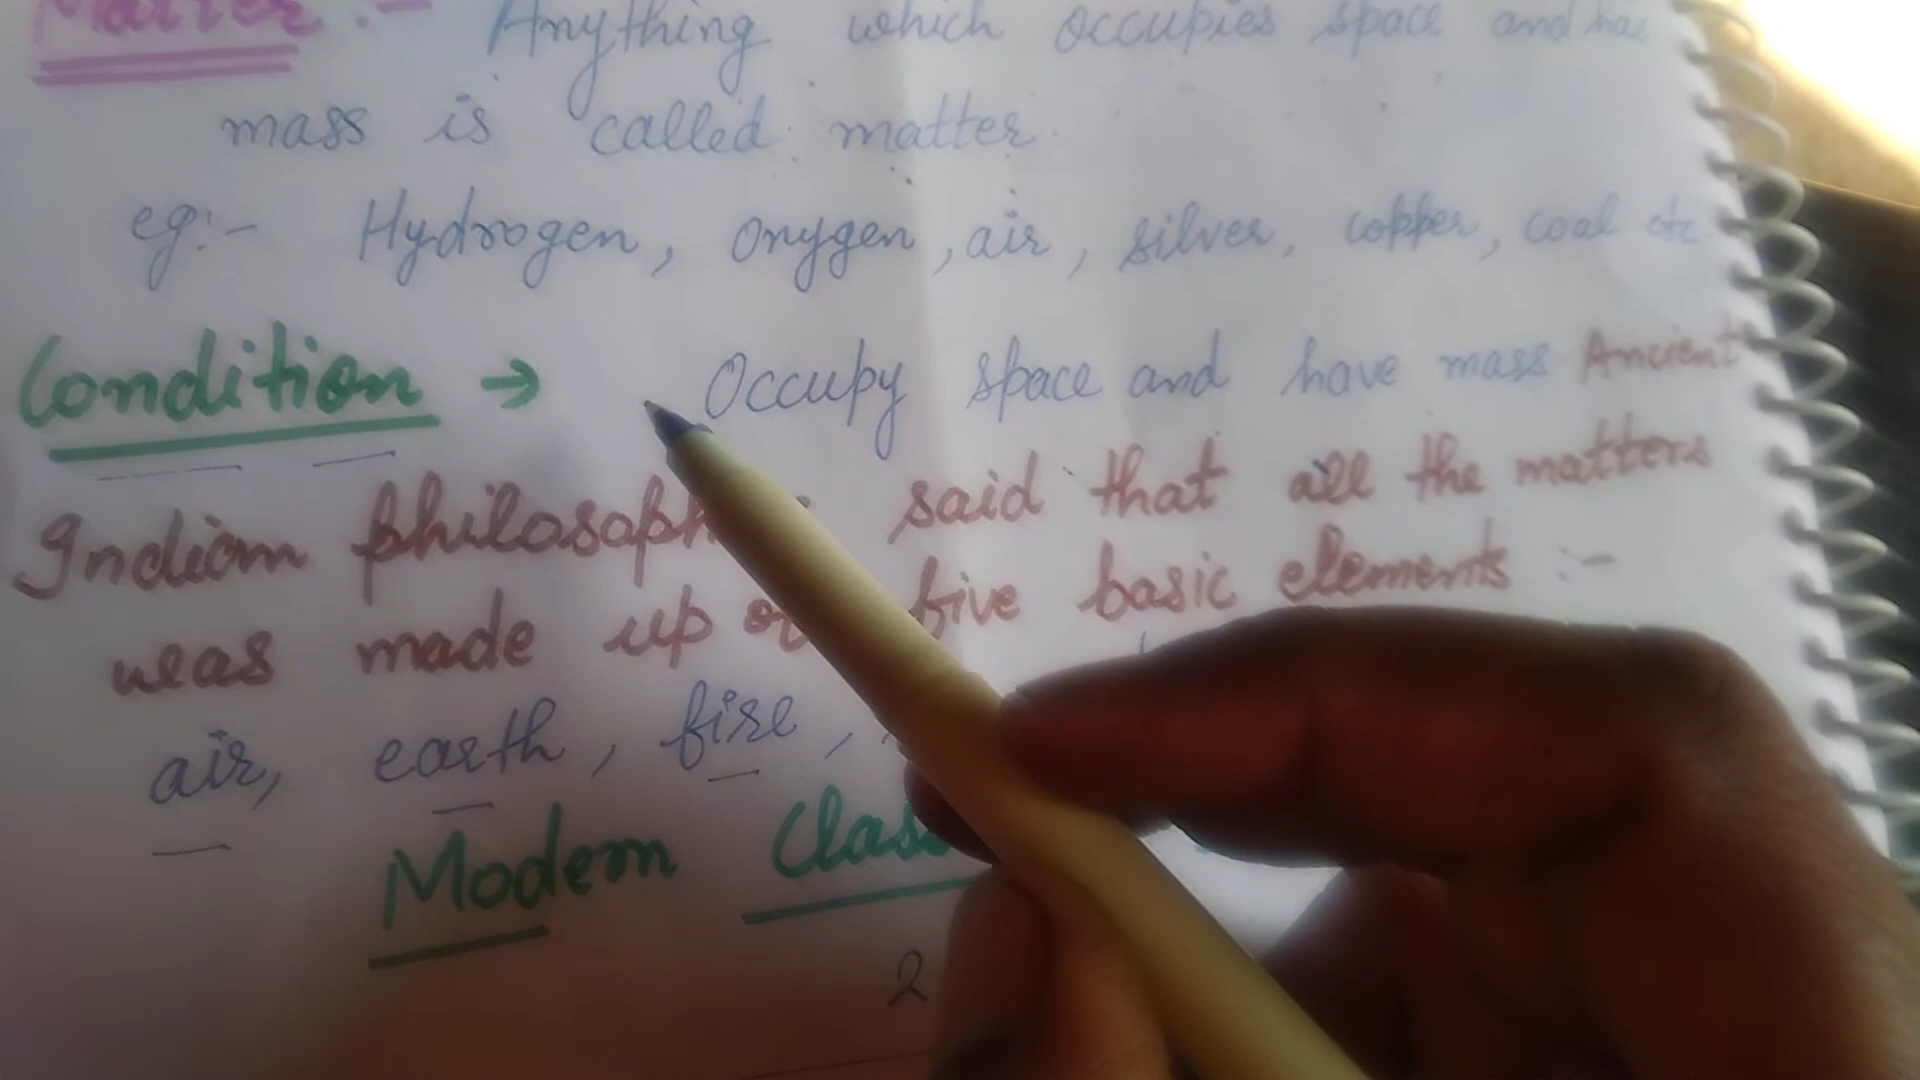 Matter :- Anything which occupies space and has
mass is called matter
eg:- Hydrogen, onygen, air, silver, copper, coal etc
Condition → Occupy space and have mass Ancient
Indian said that all the matters
was made up five basic elements :-
air, earth, fire,
Modern
2